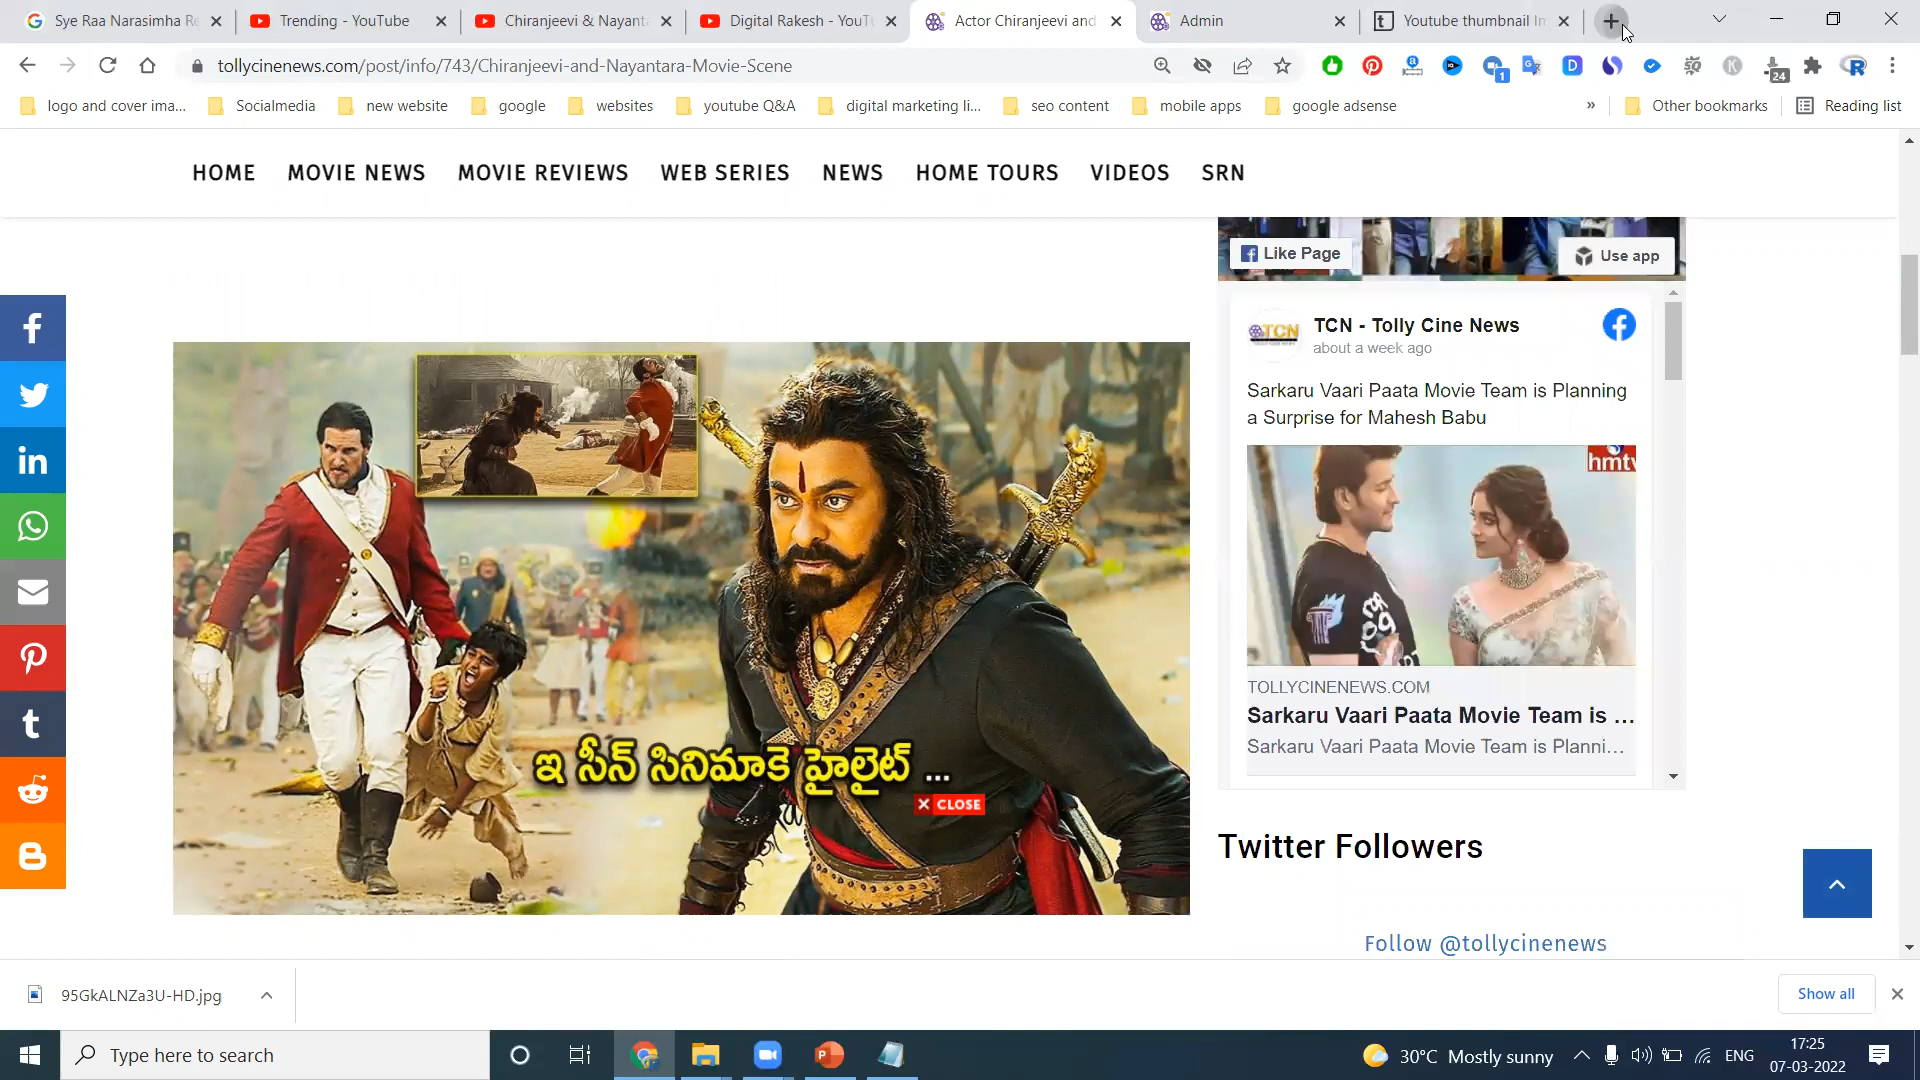 Sye Raa Narasimha Re
Trending - YouTube
Chiranjeevi & Nayanta
Digital Rakesh - YouTu
Actor Chiranjeevi and
Admin
Youtube thumbnail Im
tollycinenews.com/post/info/743/Chiranjeevi-and-Nayantara-Movie-Scene
1
24
logo and cover ima...
Socialmedia
new website
google
websites
youtube Q&A
digital marketing li...
seo content
mobile apps
google adsense
»
Other bookmarks
Reading list
HOME
MOVIE NEWS
MOVIE REVIEWS
WEB SERIES
NEWS
HOME TOURS
VIDEOS
SRN
Like Page
Use app
TCN
TCN - Tolly Cine News
about a week ago
Sarkaru Vaari Paata Movie Team is Planning
a Surprise for Mahesh Babu
hmtv
TOLLYCINENEWS.COM
Sarkaru Vaari Paata Movie Team is ...
Sarkaru Vaari Paata Movie Team is Planni...
ఇ సీన్ సినిమాకె హైలైట్ ...
X CLOSE
Twitter Followers
Follow @tollycinenews
95GkALNZa3U-HD.jpg
Show all
Type here to search
30°C Mostly sunny
ENG
17:25
07-03-2022